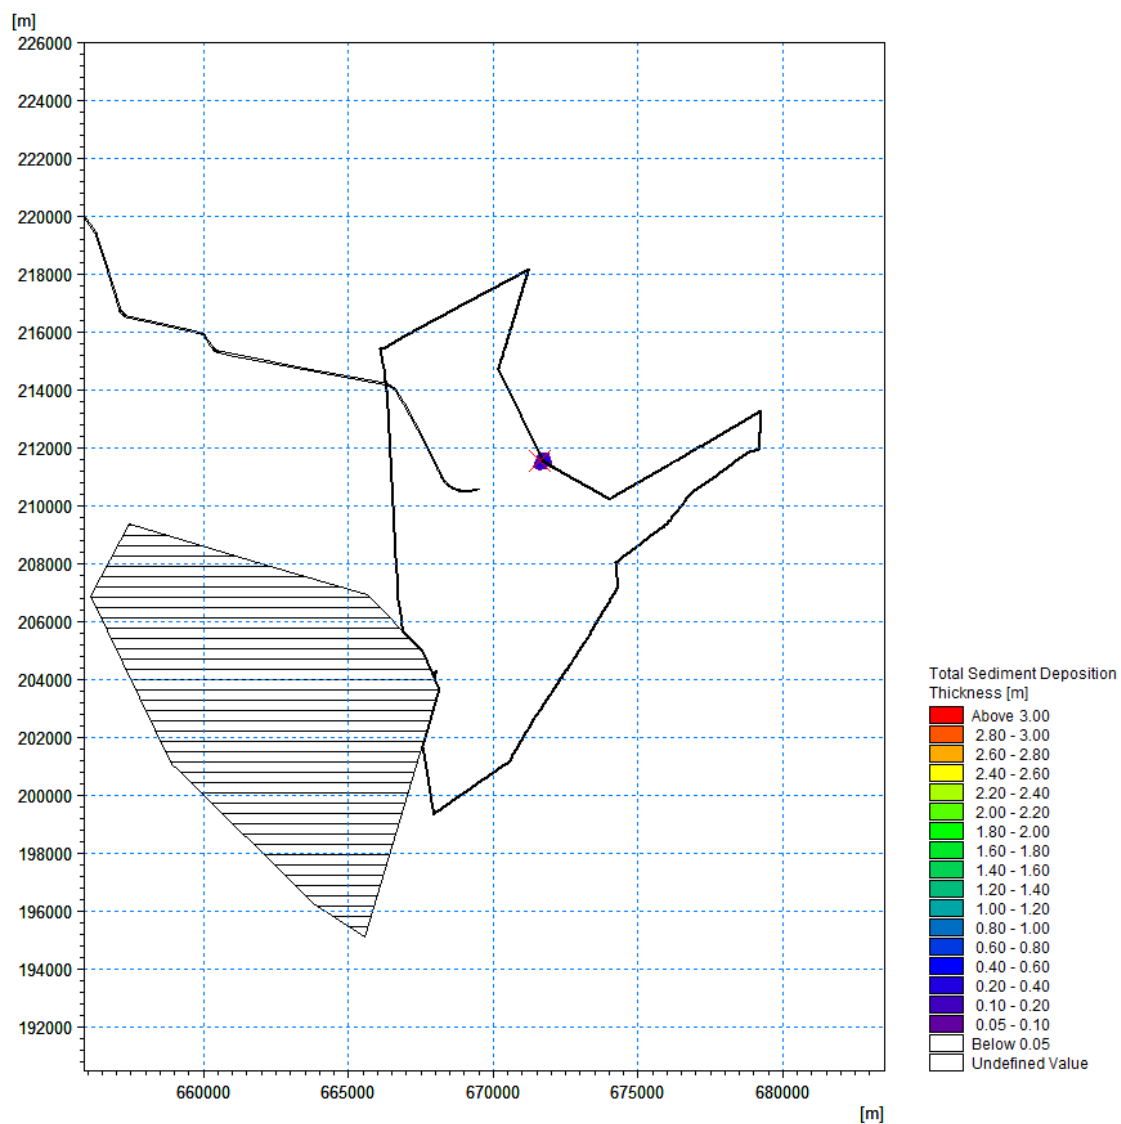 [m]
226000
224000
222000
220000
218000
216000
214000
212000
210000
208000
206000
204000
202000
200000
198000
196000
194000
192000
660000 665000 670000 675000 680000
[m]
Total Sediment Deposition
Thickness [m]
Above 3.00
2.80 - 3.00
2.60 - 2.80
2.40 - 2.60
2.20 - 2.40
2.00 - 2.20
1.80 - 2.00
1.60 - 1.80
1.40 - 1.60
1.20 - 1.40
1.00 - 1.20
0.80 - 1.00
0.60 - 0.80
0.40 - 0.60
0.20 - 0.40
0.10 - 0.20
0.05 - 0.10
Below 0.05
Undefined Value